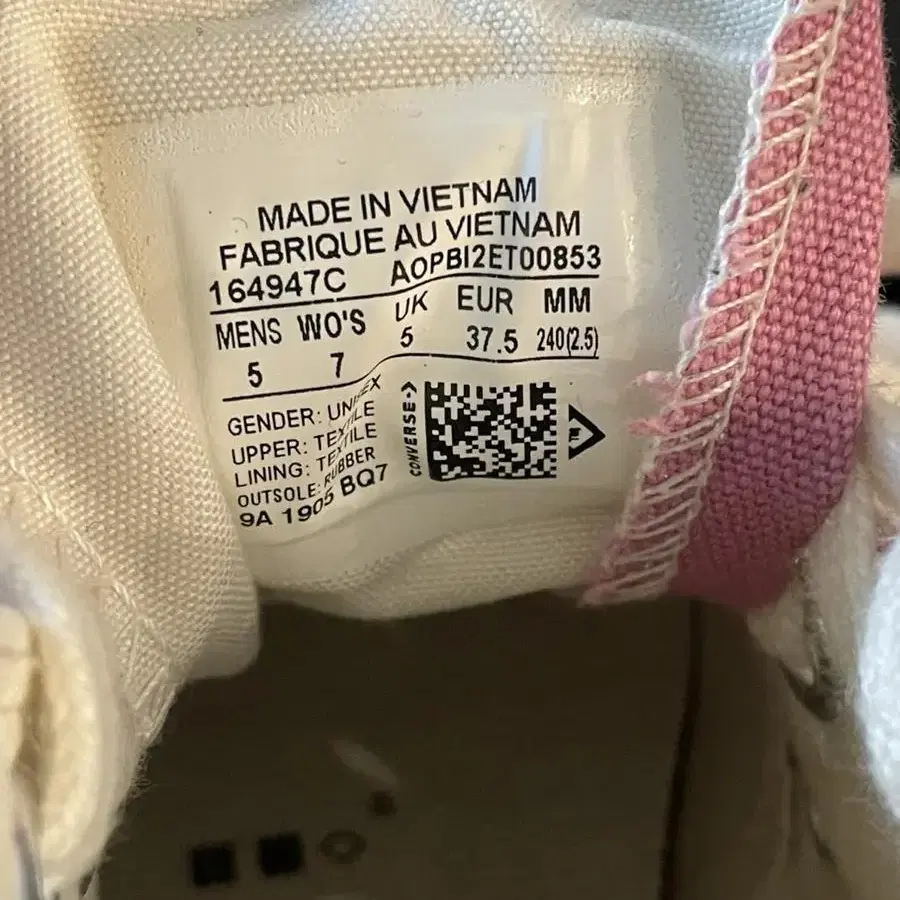 MADE IN VIETNAM
FABRIQUE AU VIETNAM
164947C AOPBI2ET00853
MENS WO'S UK EUR MM
5 7 5 37.5 240(2.5)
GENDER: UNISEX
UPPER: TEXTILE
LINING: TEXTILE
OUTSOLE: RUBBER
9A 1905 BQ7
CONVERSE->
E